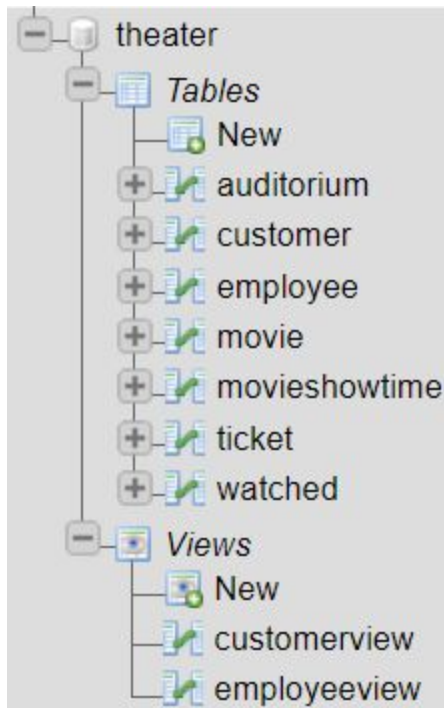 theater
Tables
New
auditorium
customer
employee
movie
movieshowtime
ticket
watched
Views
New
customerview
employeeview